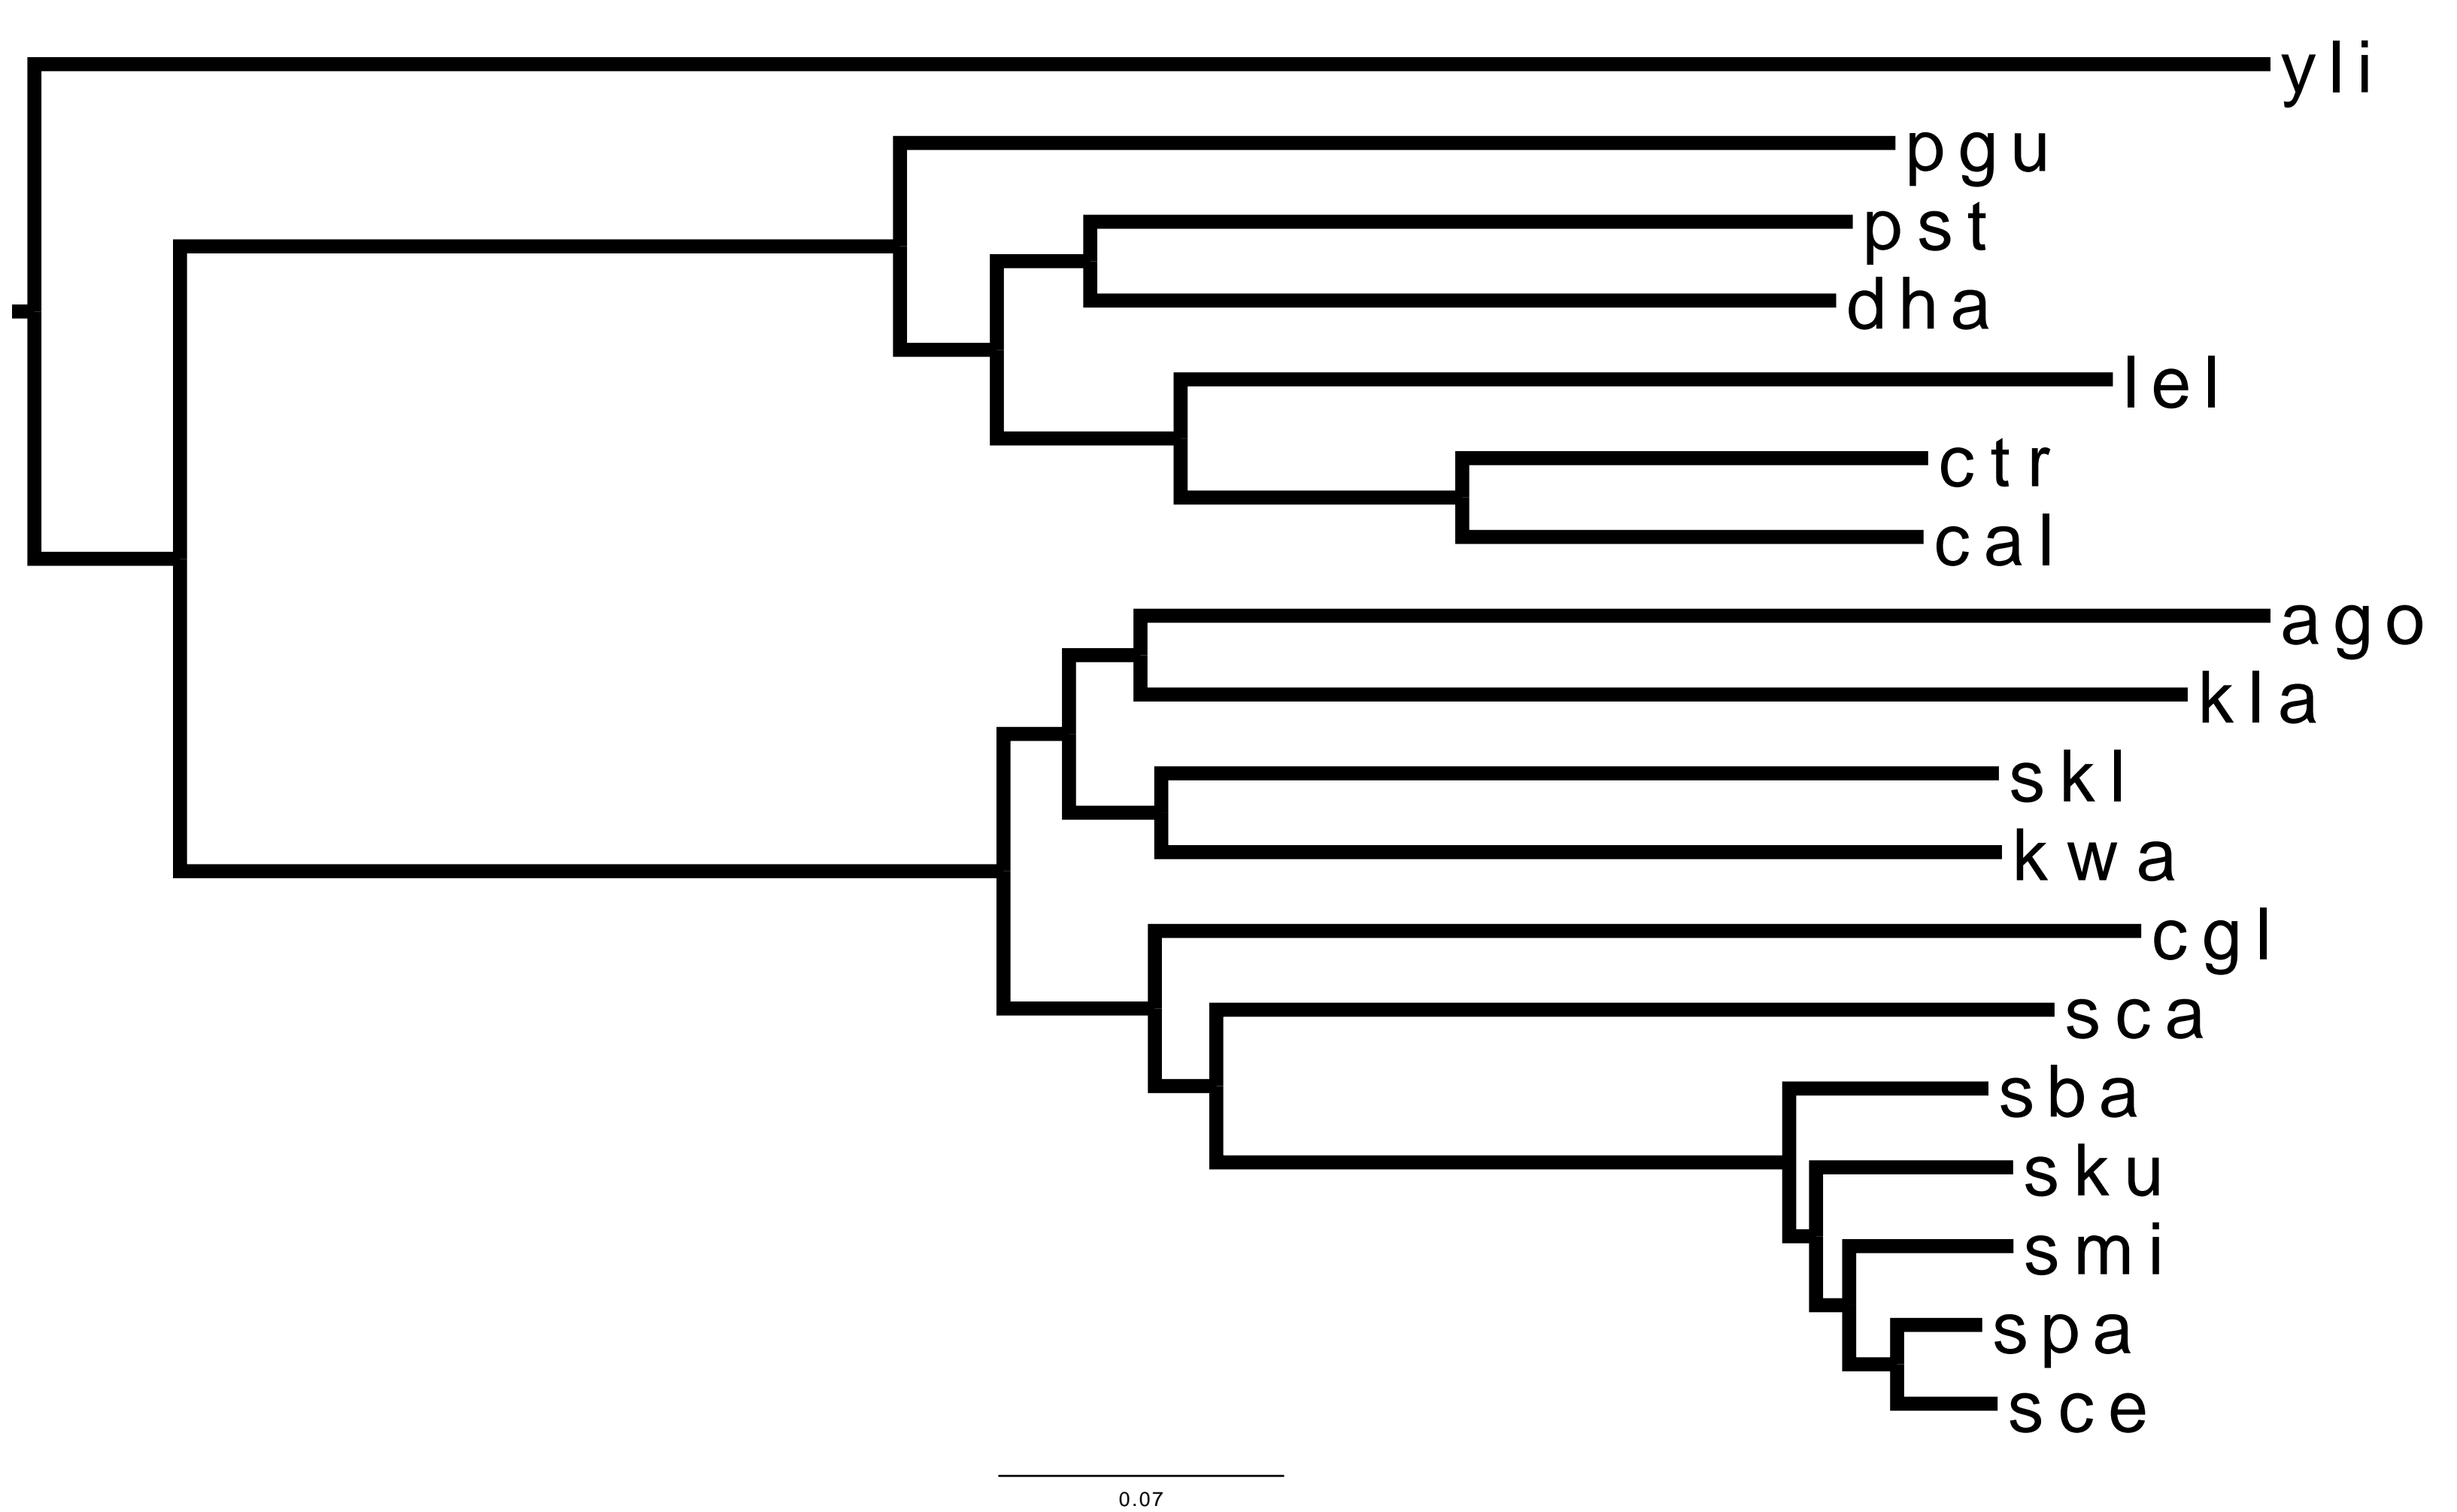 yli
pgu
pst
dha
lel
ctr
cal
ago
kla
skl
kwa
cgl
sca
sba
sku
smi
spa
sce
0.07